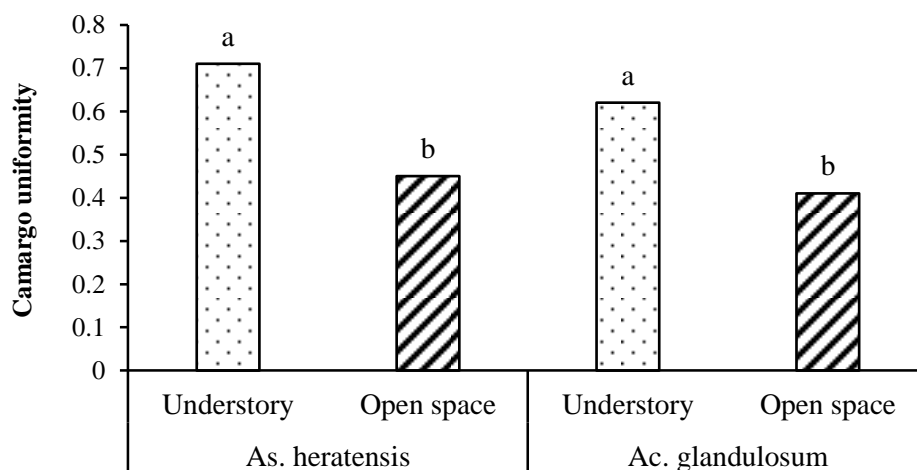 Camargo uniformity
0.8
0.7
0.6
0.5
0.4
0.3
0.2
0.1
0
a
b
a
b
Understory Open space Understory Open space
As. heratensis Ac. glandulosum